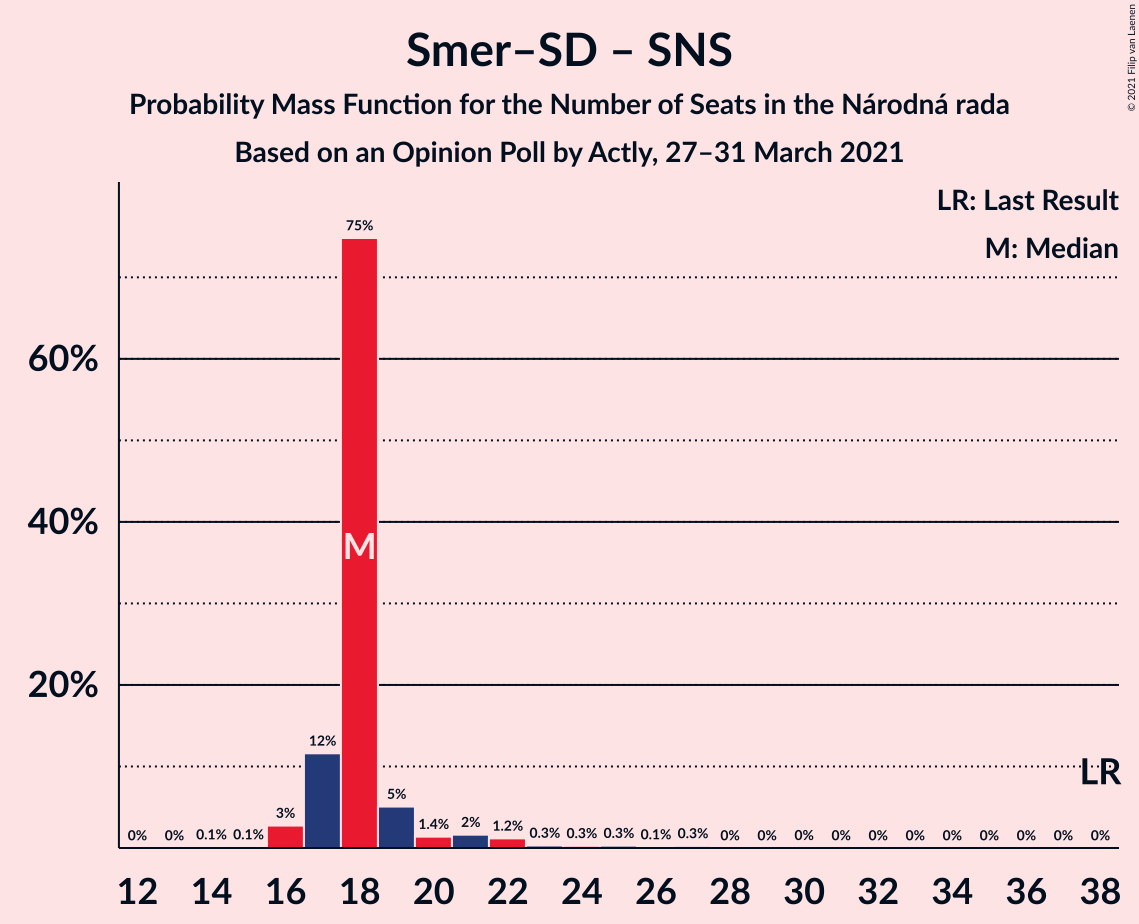 Smer–SD – SNS
Probability Mass Function for the Number of Seats in the Národná rada
Based on an Opinion Poll by Actly, 27–31 March 2021
© 2021 Filip van Laenen
LR: Last Result
M: Median
60%
40%
20%
0% 0% 0.1% 0.1% 3% 12% 75% 5% 1.4% 2% 1.2% 0.3% 0.3% 0.3% 0.1% 0.3% 0% 0% 0% 0% 0% 0% 0% 0% 0% 0% 0%
M
LR
12 14 16 18 20 22 24 26 28 30 32 34 36 38